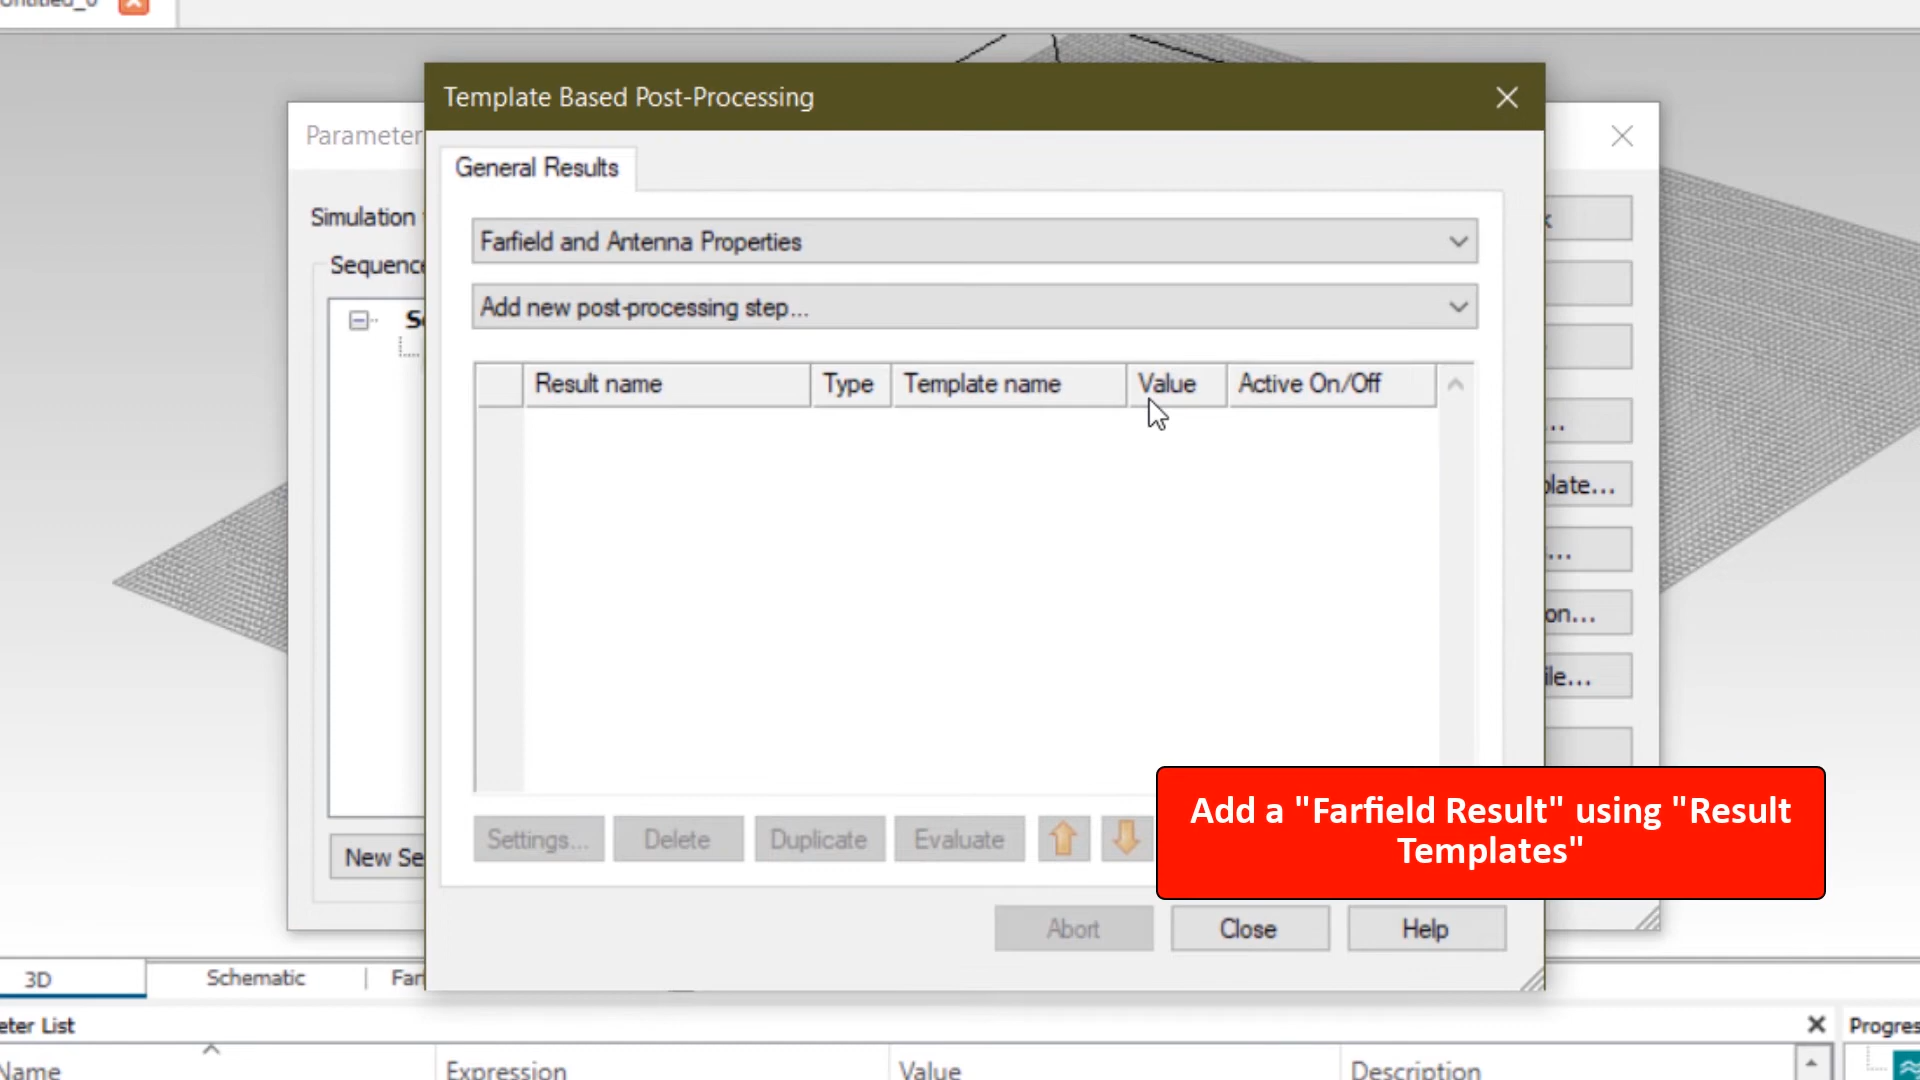 Template Based Post-Processing
Parameter
General Results
Simulation
Farfield and Antenna Properties
Sequence
Add new post-processing step...
Result name Type Template name Value Active On/Off
...
plate...
...
on...
ile...
Settings... Delete Duplicate Evaluate
Add a "Farfield Result" using "Result
Templates"
New Se
Abort Close Help
3D Schematic Far
eter List
Progres
Name Expression Value Description